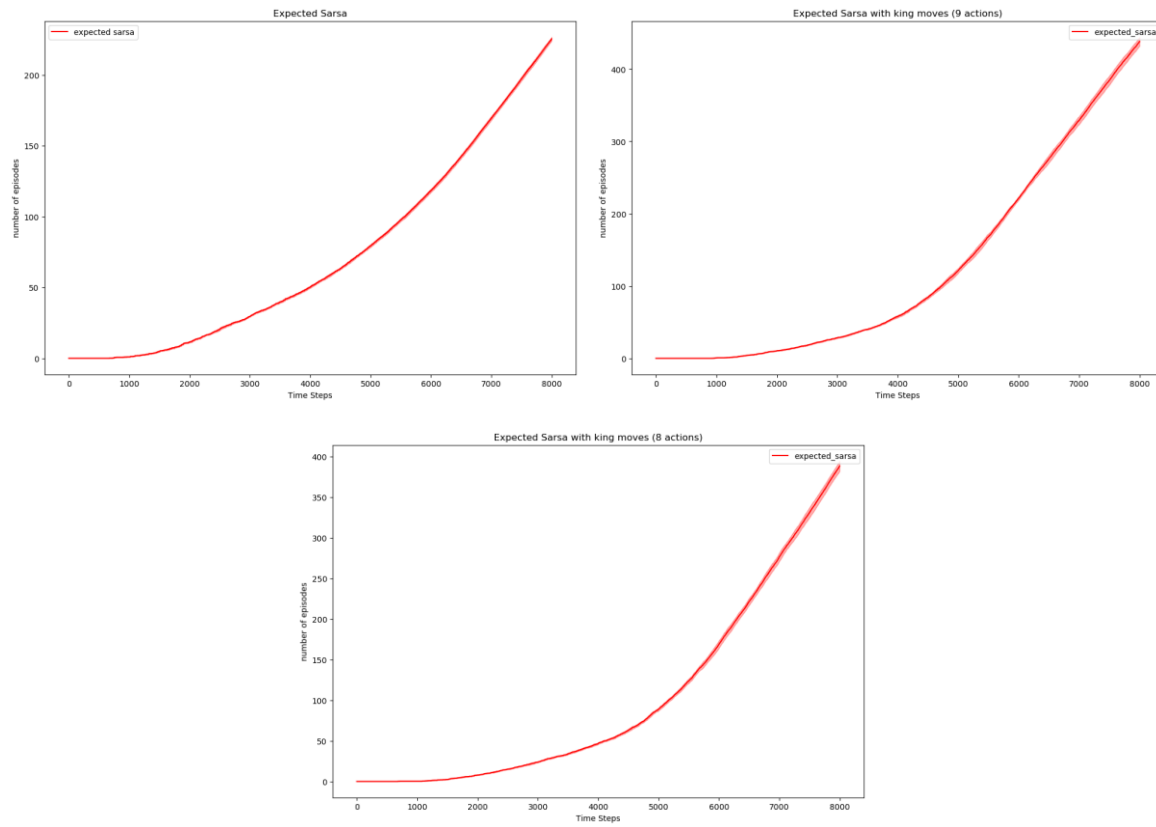 Expected Sarsa
expected sarsa
200
150
100
50
0
0 1000 2000 3000 4000 5000 6000 7000 8000
Time Steps
number of episodes
Expected Sarsa with king moves (9 actions)
expected_sarsa
400
300
200
100
0
0 1000 2000 3000 4000 5000 6000 7000 8000
Time Steps
number of episodes
Expected Sarsa with king moves (8 actions)
expected_sarsa
400
350
300
250
200
150
100
50
0
0 1000 2000 3000 4000 5000 6000 7000 8000
Time Steps
number of episodes